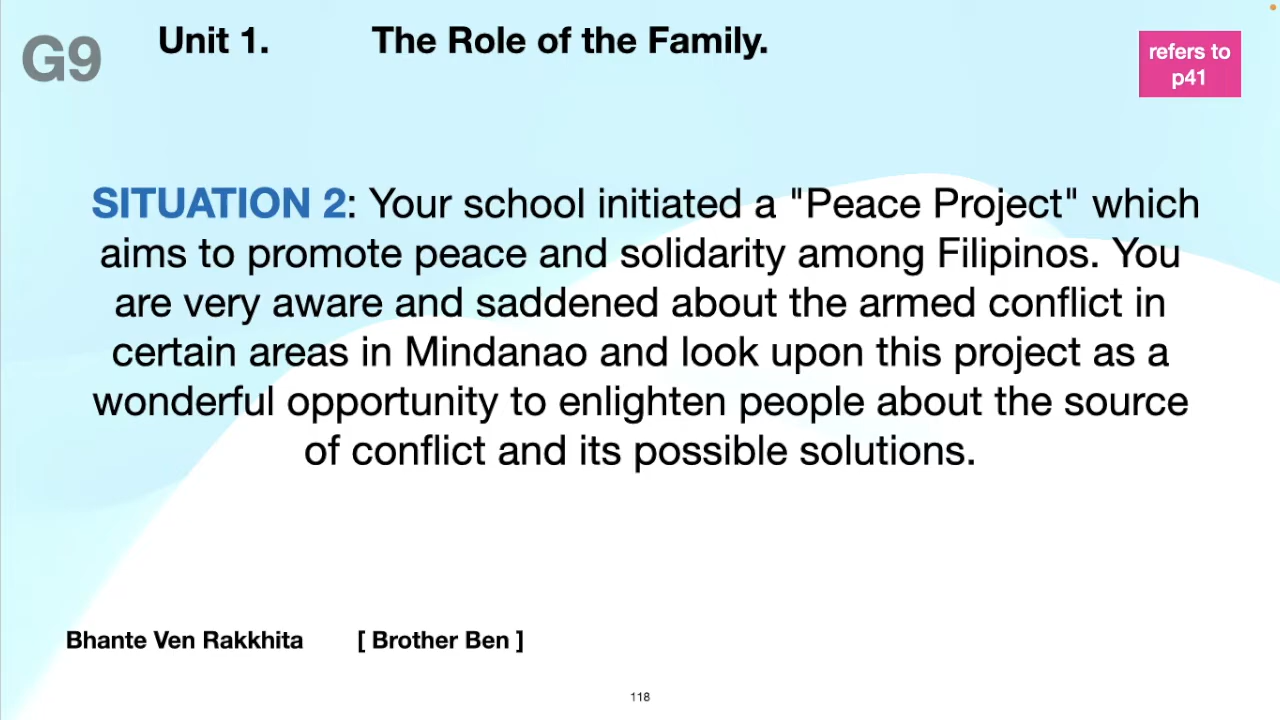 G9
Unit 1. The Role of the Family.
refers to
p41
SITUATION 2: Your school initiated a "Peace Project" which
aims to promote peace and solidarity among Filipinos. You
are very aware and saddened about the armed conflict in
certain areas in Mindanao and look upon this project as a
wonderful opportunity to enlighten people about the source
of conflict and its possible solutions.
Bhante Ven Rakkhita [ Brother Ben ]
118